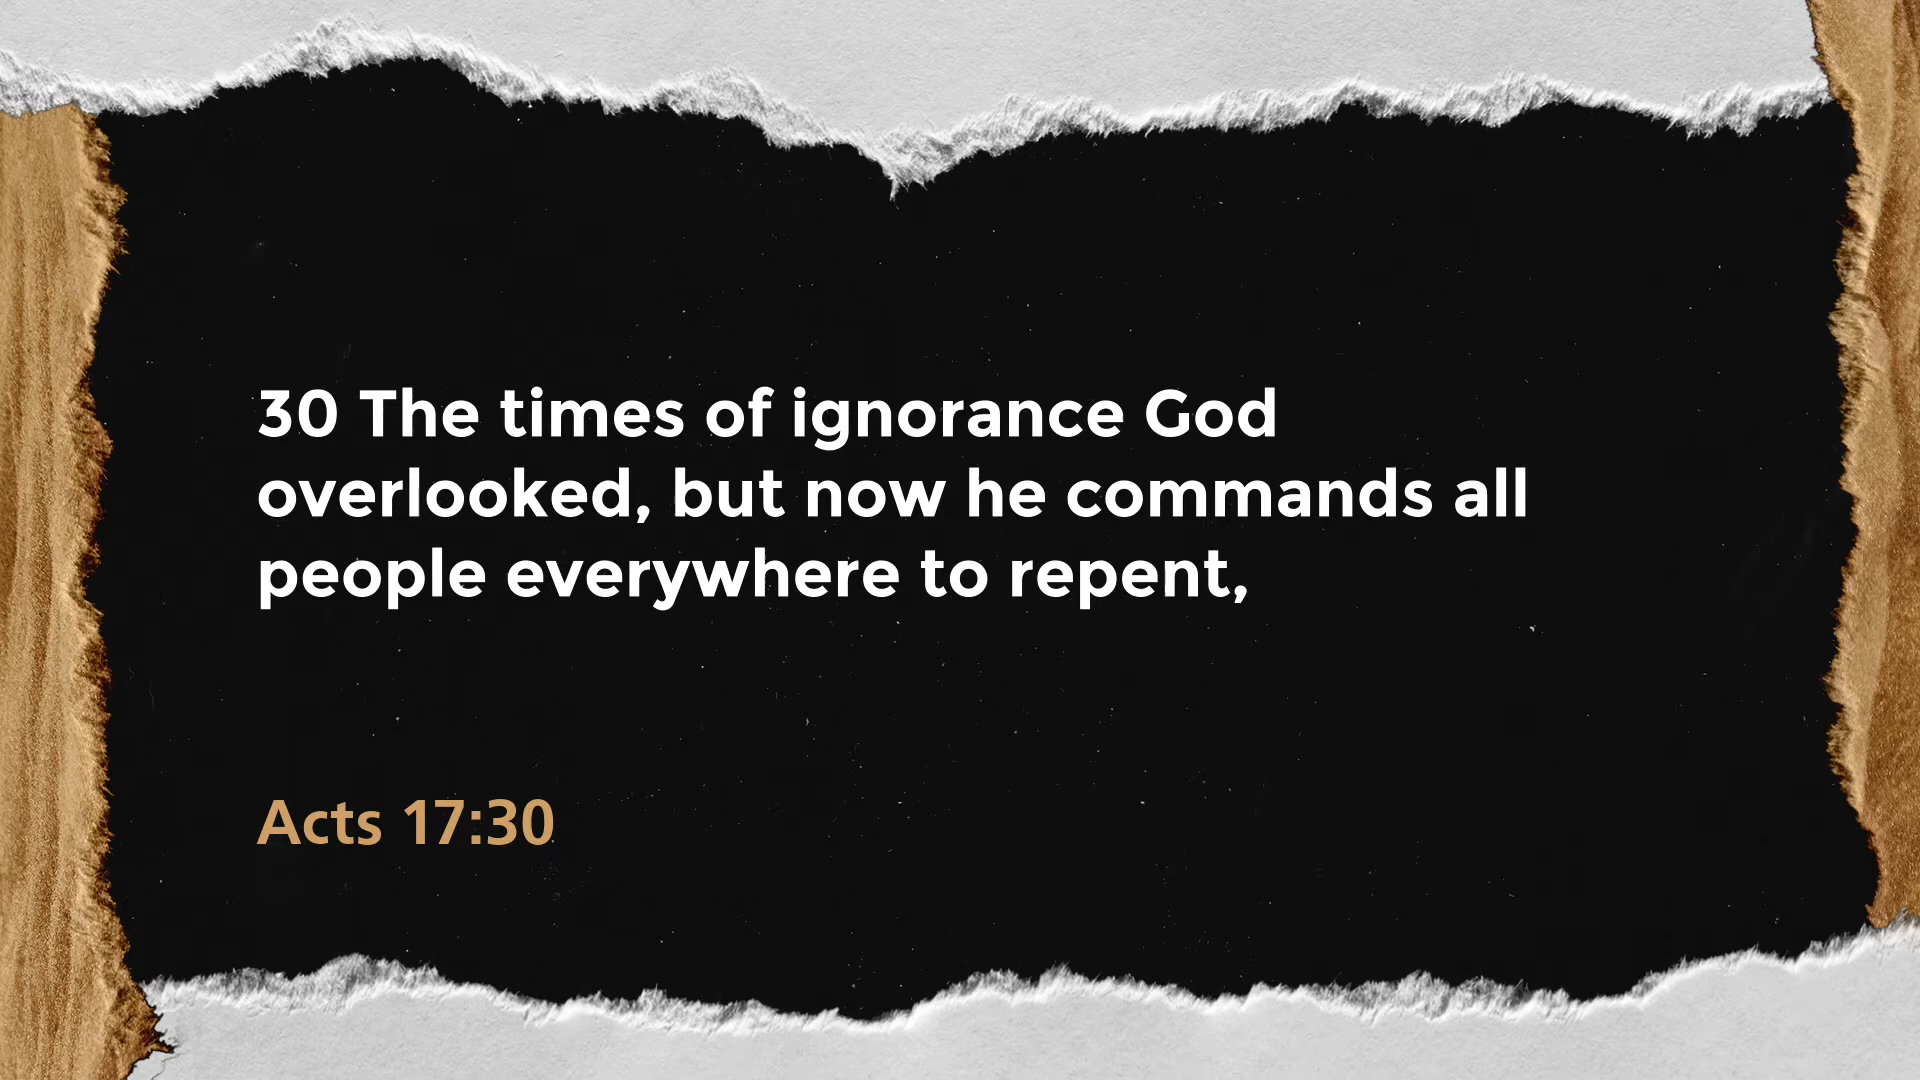 30 The times of ignorance God
overlooked, but now he commands all
people everywhere to repent,
Acts 17:30